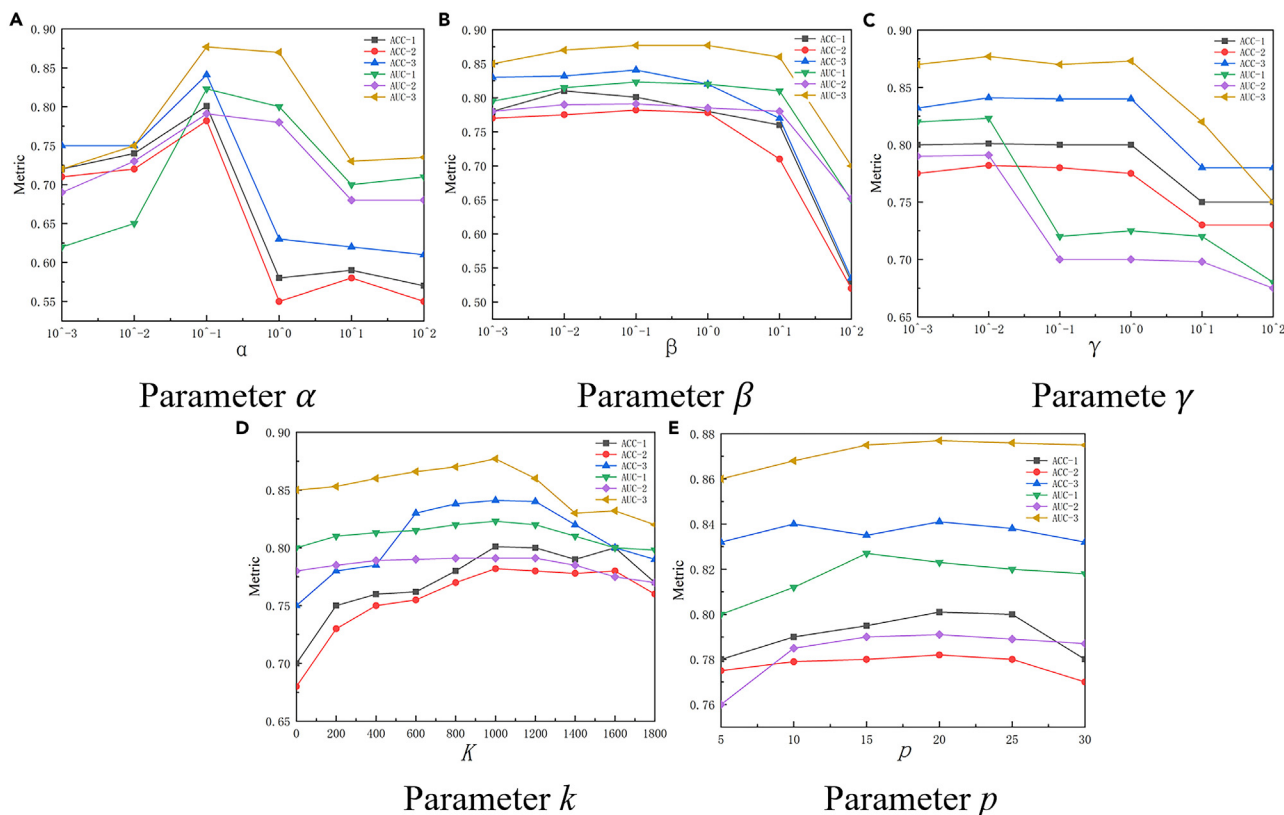 A
Metric
0.90
0.85
0.80
0.75
0.70
0.65
0.60
0.55
ACC-1
ACC-2
ACC-3
AUC-1
AUC-2
AUC-3
10^-3 10^-2 10^-1 10^0 10^1 10^2
α
Parameter α
B
Metric
0.90
0.85
0.80
0.75
0.70
0.65
0.60
0.55
0.50
ACC-1
ACC-2
ACC-3
AUC-1
AUC-2
AUC-3
10^-3 10^-2 10^-1 10^0 10^1 10^2
β
Parameter β
C
Metric
0.90
0.85
0.80
0.75
0.70
0.65
ACC-1
ACC-2
ACC-3
AUC-1
AUC-2
AUC-3
10^-3 10^-2 10^-1 10^0 10^1 10^2
γ
Paramete γ
D
Metric
0.90
0.85
0.80
0.75
0.70
0.65
ACC-1
ACC-2
ACC-3
AUC-1
AUC-2
AUC-3
0 200 400 600 800 1000 1200 1400 1600 1800
K
Parameter k
E
Metric
0.88
0.86
0.84
0.82
0.80
0.78
0.76
ACC-1
ACC-2
ACC-3
AUC-1
AUC-2
AUC-3
5 10 15 20 25 30
p
Parameter p